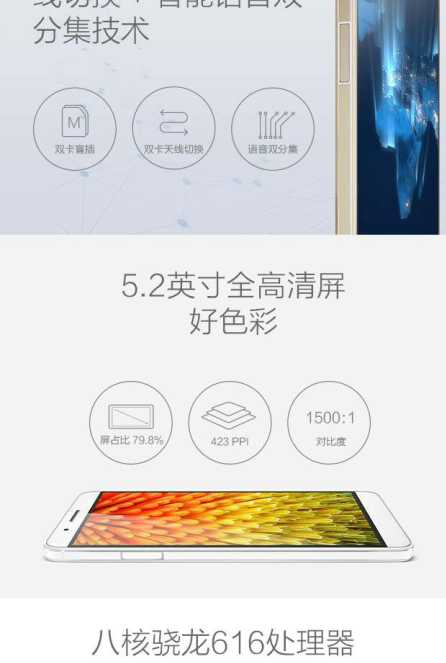 线切换+智能语音双
分集技术
M
双卡盲插
双卡天线切换
语音双分集
5.2英寸全高清屏
好色彩
屏占比 79.8%
423 PPI
1500:1
对比度
八核骁龙616处理器